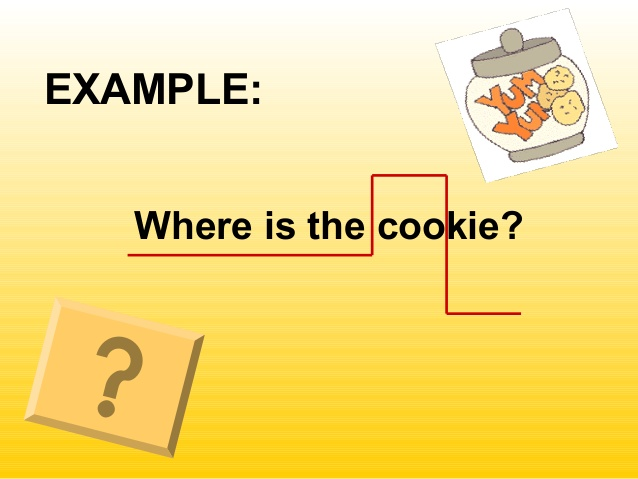 EXAMPLE:
YUM
YUM
Where is the cookie?
?